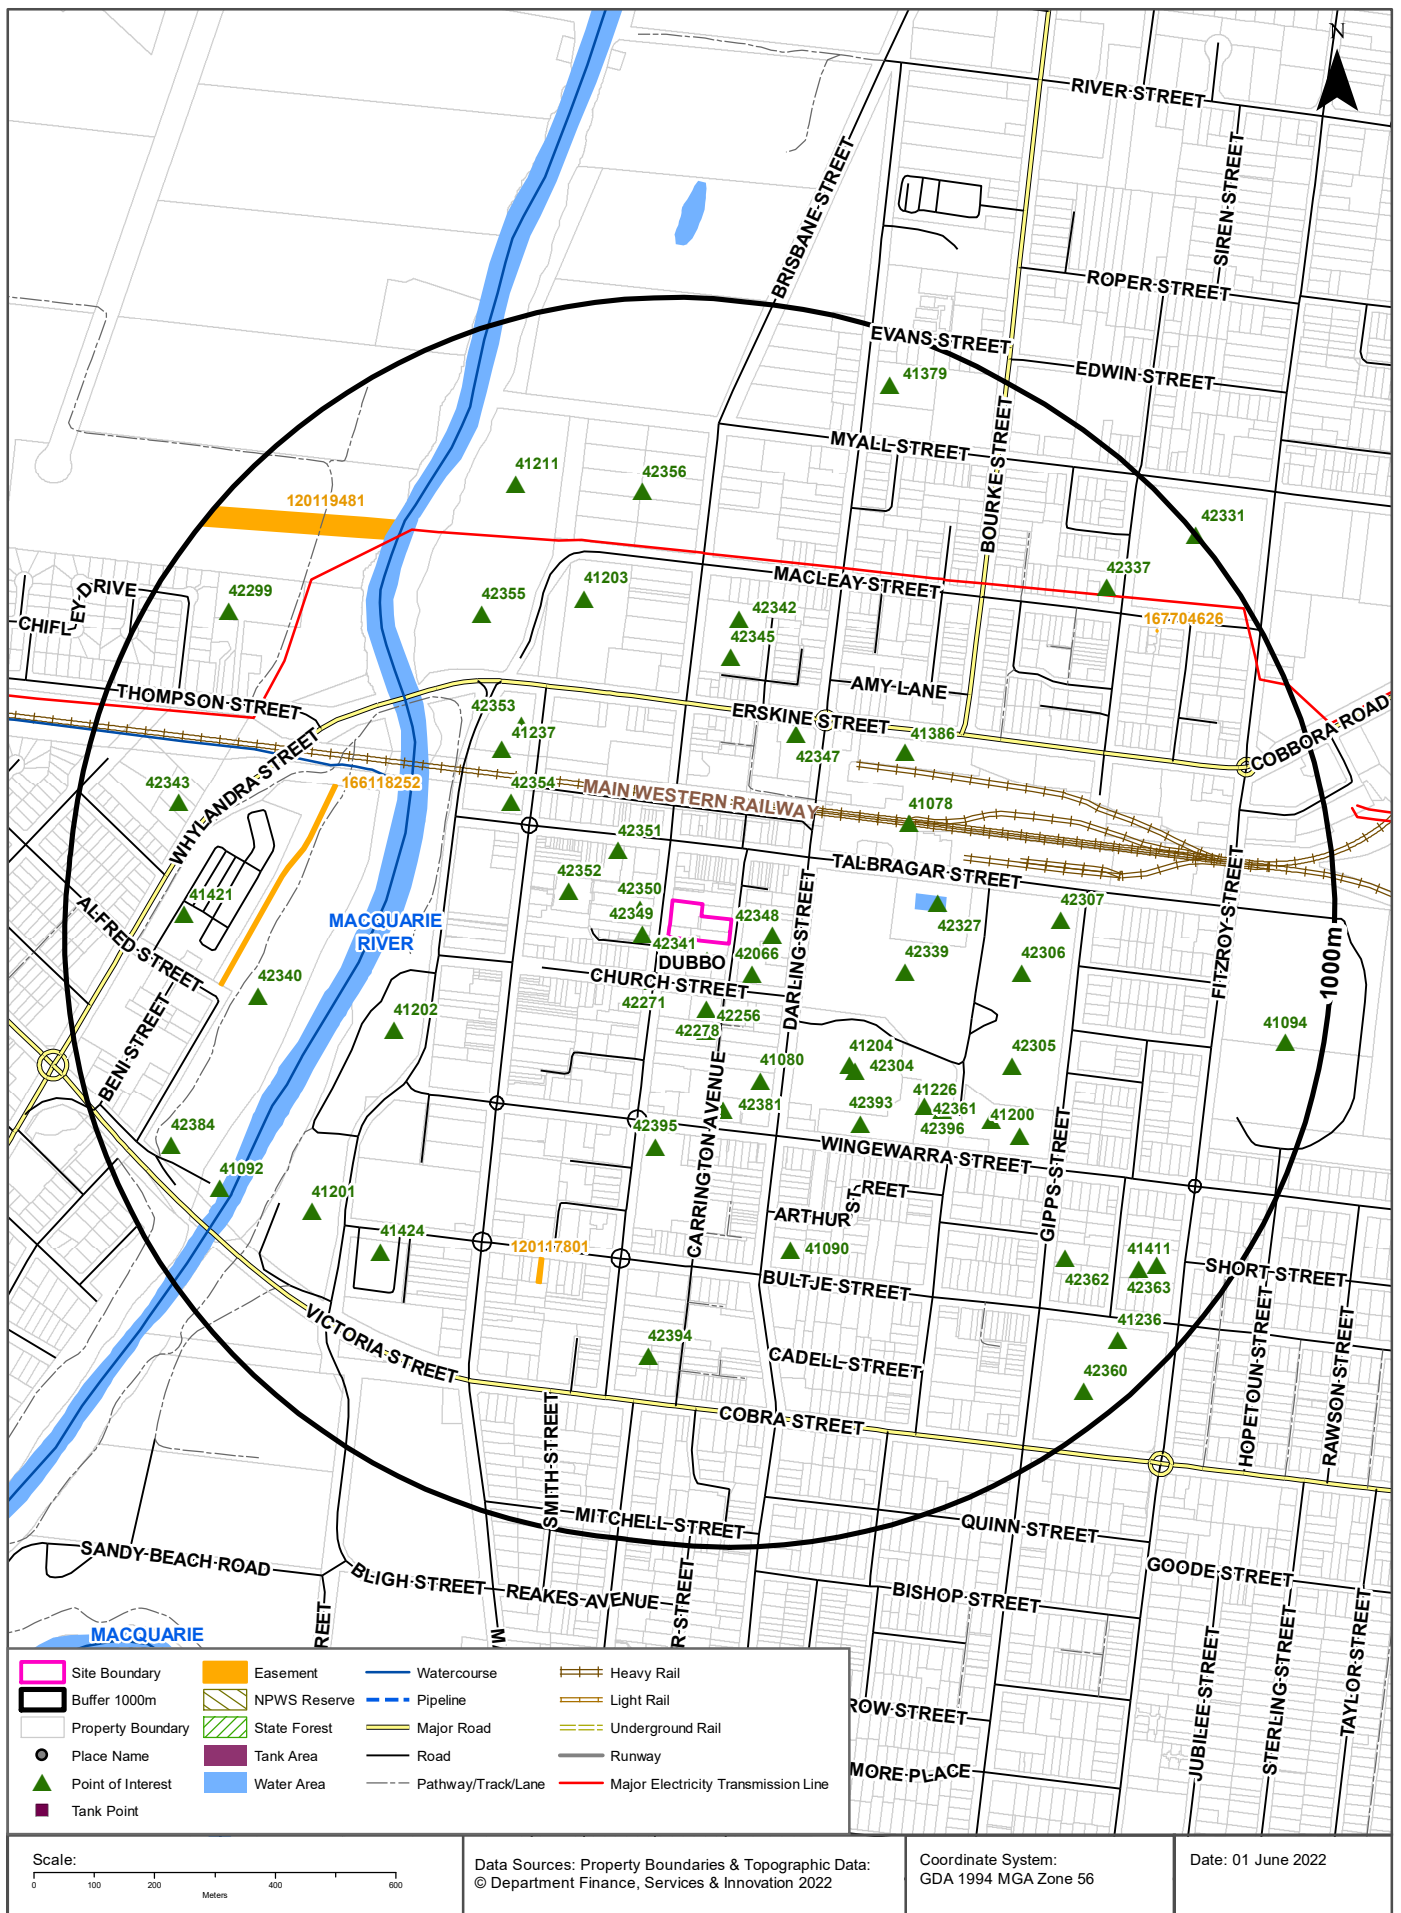 N
RIVER STREET
BRISBANE STREET
SIREN STREET
ROPER STREET
EVANS STREET
EDWIN STREET
41379
BOURKE STREET
MYALL STREET
41211
42356
120119481
42331
42299
42355
41203
MACLEAY STREET
42337
167704626
CHIFL
EY DRIVE
42342
42345
THOMPSON STREET
AMY LANE
42353
41237
ERSKINE STREET
42347
41386
COBBORA ROAD
WHYLANDRA STREET
42343
166118252
42354
MAIN WESTERN RAILWAY
41078
42351
TALBRAGAR STREET
FITZROY STREET
42352
42350
42349
42348
DARLING STREET
42327
42307
41421
ALFRED STREET
MACQUARIE
RIVER
42341
DUBBO
42066
42339
42306
1000m
42340
CHURCH STREET
41202
42271
42256
42278
41094
BENI STREET
41204
42304
42305
41080
41226
42361
41200
42381
42393
42396
42384
42395
WINGEWARRA STREET
GIPPS STREET
41092
41201
CARRINGTON AVENUE
ARTHUR
ST
REET
41424
120117801
41090
BULTJE STREET
42362
41411
42363
SHORT STREET
41236
VICTORIA STREET
42394
CADELL STREET
42360
HOPETOUN STREET
RAWSON STREET
COBRA STREET
SMITH STREET
MITCHELL STREET
QUINN STREET
SANDY BEACH ROAD
BLIGH STREET
REAKES AVENUE
R STREET
BISHOP STREET
GOODE STREET
REET
M
MACQUARIE
JUBILEE STREET
STERLING STREET
TAYLOR STREET
ROW STREET
MORE PLACE
Site Boundary
Easement
Watercourse
Heavy Rail
Buffer 1000m
NPWS Reserve
Pipeline
Light Rail
Property Boundary
State Forest
Major Road
Underground Rail
Place Name
Tank Area
Road
Runway
Point of Interest
Water Area
Pathway/Track/Lane
Major Electricity Transmission Line
Tank Point
Scale:
0 100 200 600
Meters
Data Sources: Property Boundaries & Topographic Data:
© Department Finance, Services & Innovation 2022
Coordinate System:
GDA 1994 MGA Zone 56
Date: 01 June 2022